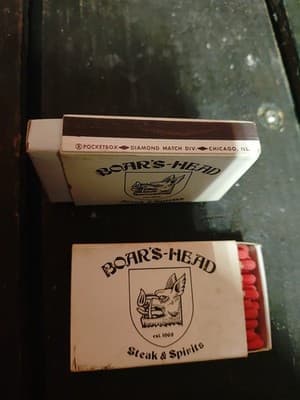 Ⓡ POCKETBOX DIAMOND MATCH DIV. CHICAGO, ILL
BOAR'S-HEAD
BOAR'S-HEAD
est. 1968
Steak & Spirits